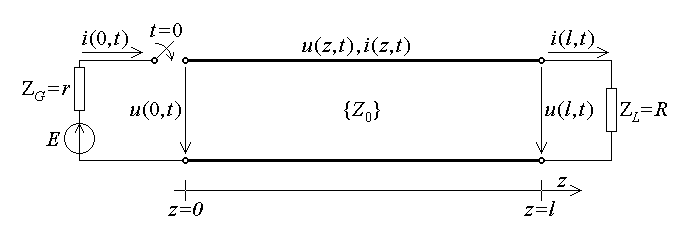 i(0,t) t=0 u(z,t),i(z,t) i(l,t)
Z_G=r u(0,t) {Z_0} u(l,t) Z_L=R
E
z
z=0 z=l